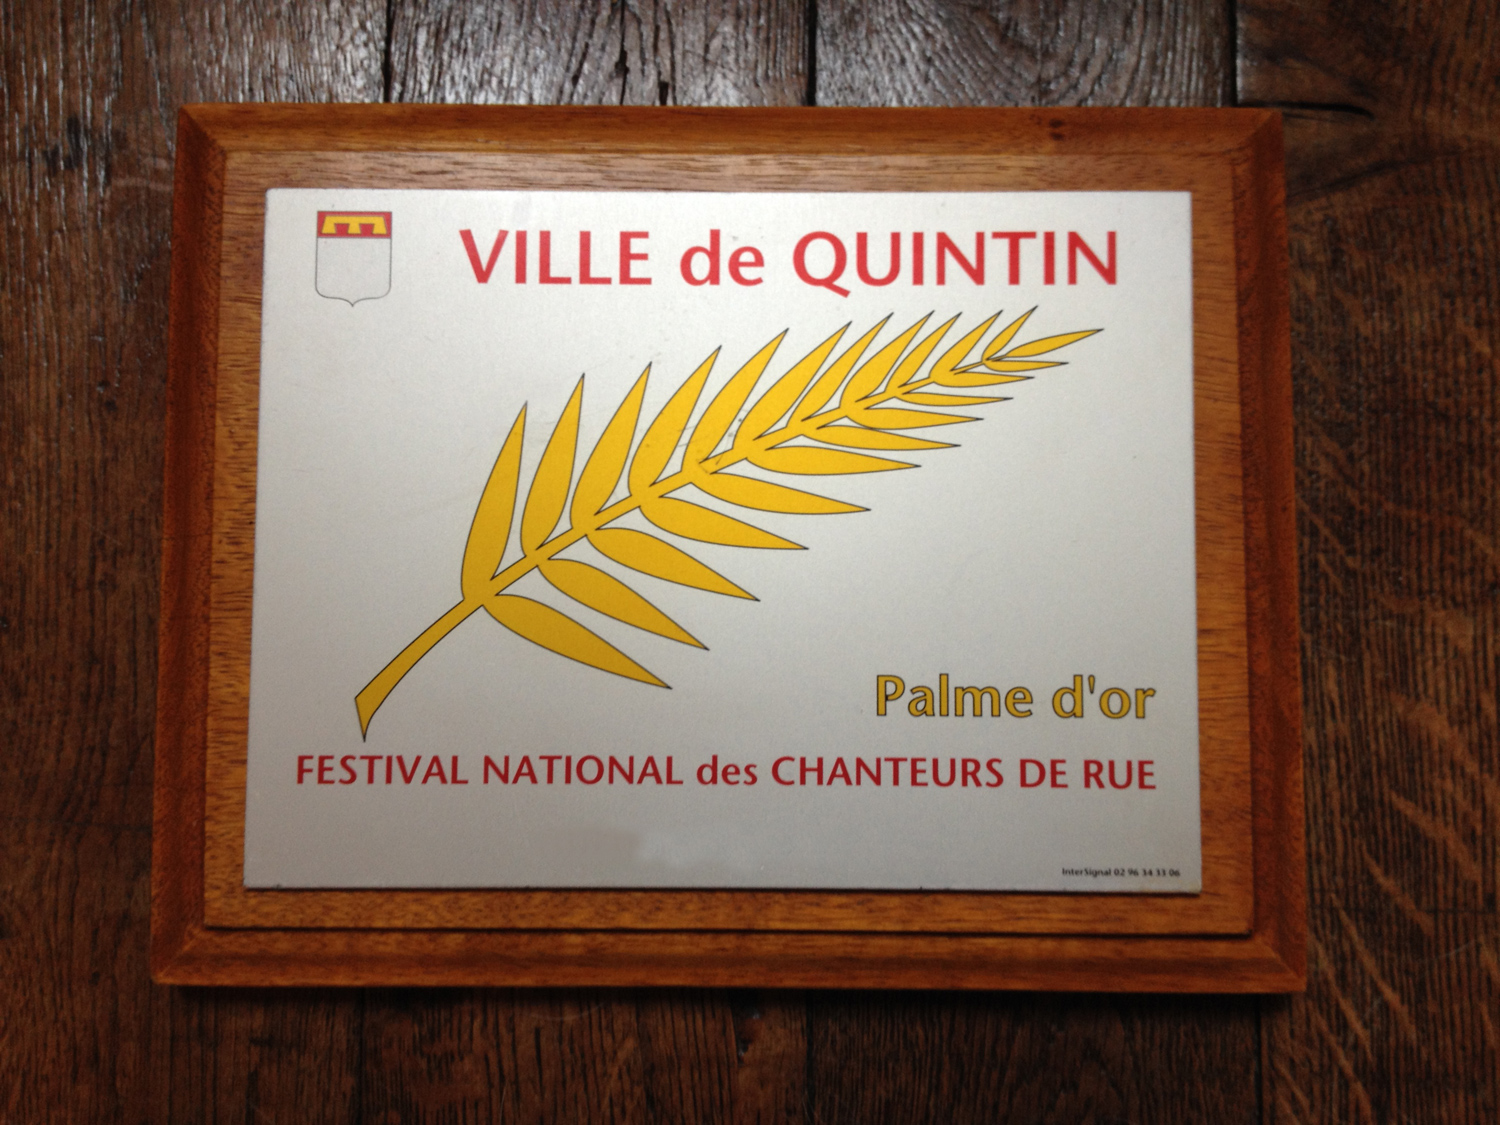 VILLE de QUINTIN
Palme d'or
FESTIVAL NATIONAL des CHANTEURS DE RUE
InterSignal 02 96 34 33 06